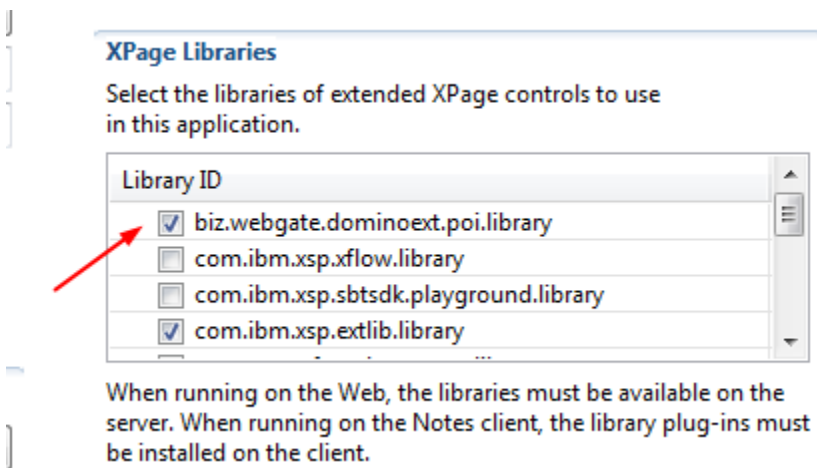 XPage Libraries
Select the libraries of extended XPage controls to use
in this application.
Library ID
biz.webgate.dominoext.poi.library
com.ibm.xsp.xflow.library
com.ibm.xsp.sbtsdk.playground.library
com.ibm.xsp.extlib.library
When running on the Web, the libraries must be available on the
server. When running on the Notes client, the library plug-ins must
be installed on the client.